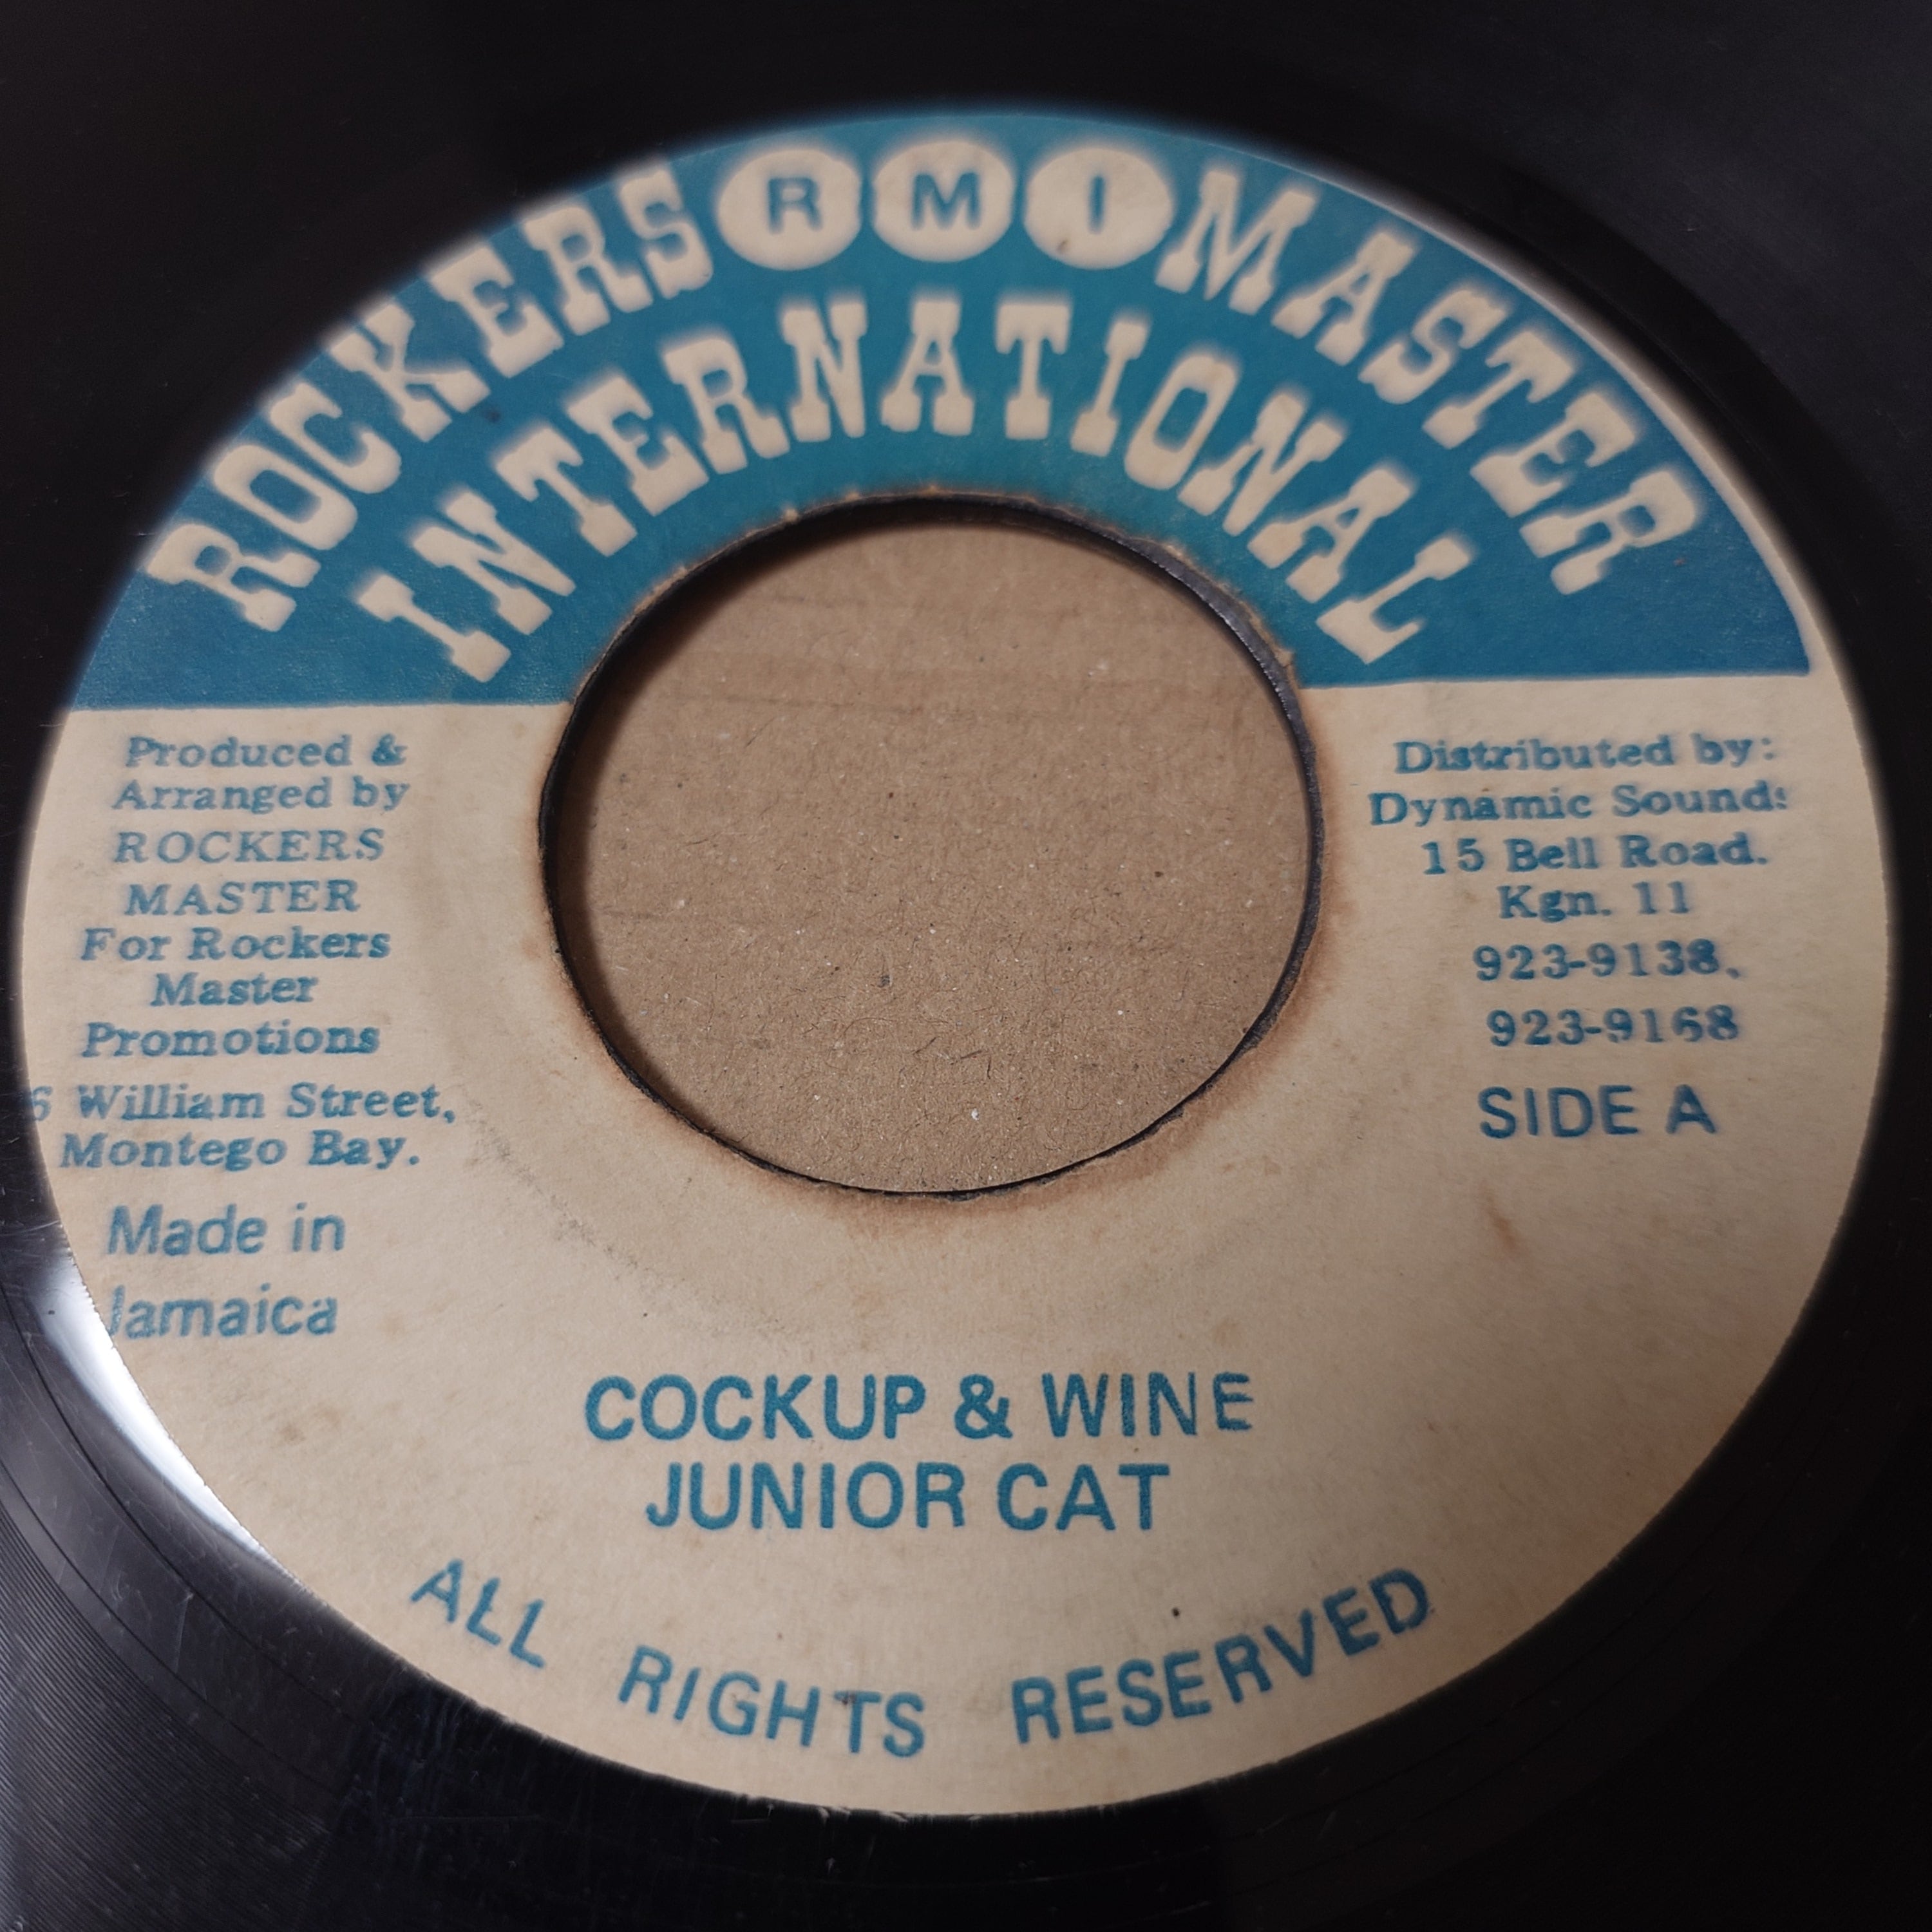 ROCKERS R M I MASTER
INTERNATIONAL
Produced &
Arranged by
ROCKERS
MASTER
For Rockers
Master
Promotions
6 William Street,
Montego Bay.
Made in
Jamaica
Distributed by:
Dynamic Sounds
15 Bell Road.
Kgn. 11
923-9138,
923-9168
SIDE A
COCKUP & WINE
JUNIOR CAT
ALL RIGHTS RESERVED